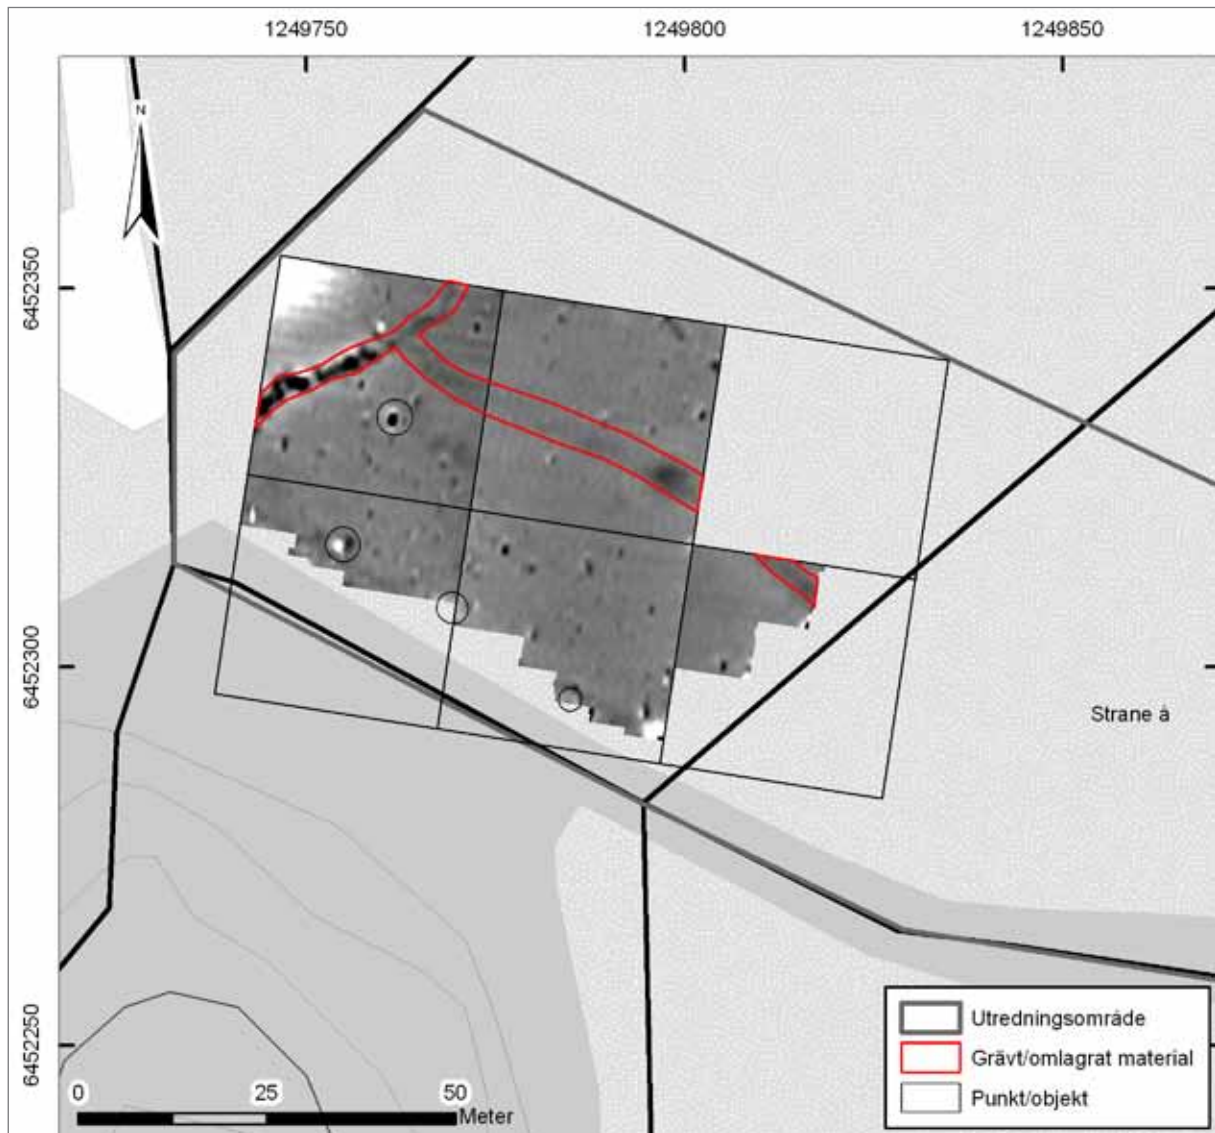 1249750 1249800 1249850
N
6452350
6452300
Strane å
6452250
Utredningsområde
Grävt/omlagrat material
Punkt/objekt
0 25 50
Meter